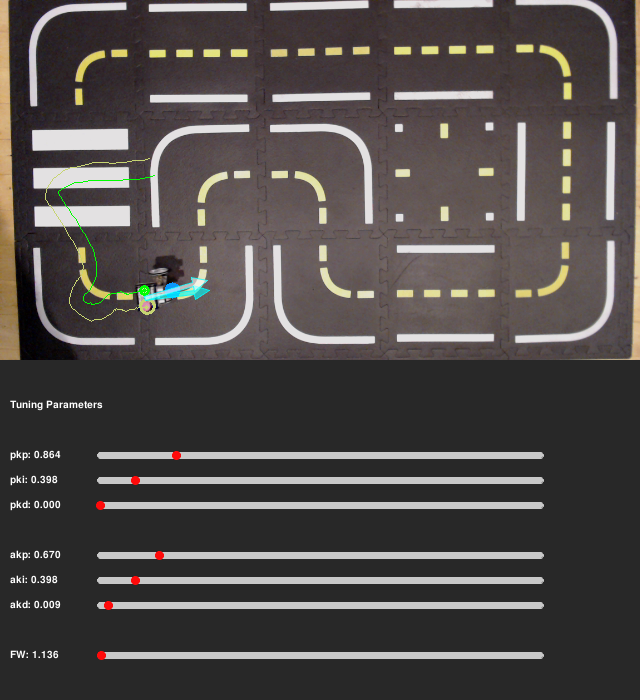 Tuning Parameters
pkp: 0.864
pki: 0.398
pkd: 0.000
akp: 0.670
aki: 0.398
akd: 0.009
FW: 1.136